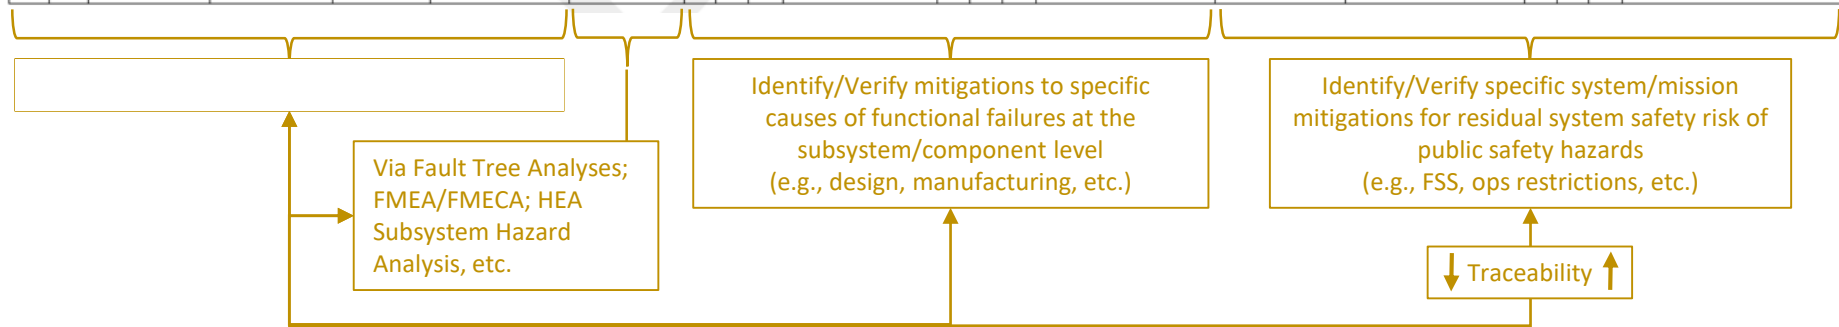 Via Fault Tree Analyses;
FMEA/FMECA; HEA
Subsystem Hazard
Analysis, etc.
Identify/Verify mitigations to specific
causes of functional failures at the
subsystem/component level
(e.g., design, manufacturing, etc.)
Identify/Verify specific system/mission
mitigations for residual system safety risk of
public safety hazards
(e.g., FSS, ops restrictions, etc.)
Traceability